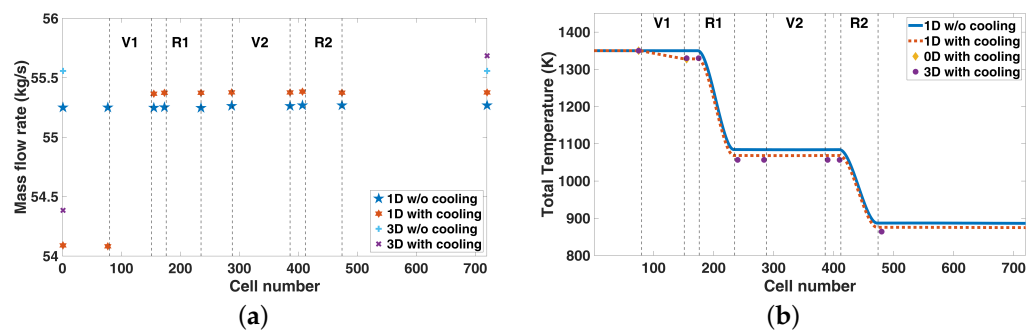 56
55.5
55
54.5
54
Mass flow rate (kg/s)
V1
R1
V2
R2
1D w/o cooling
1D with cooling
3D w/o cooling
3D with cooling
0
100
200
300
400
500
600
700
Cell number
(a)
1400
1300
1200
1100
1000
900
800
Total Temperature (K)
V1
R1
V2
R2
1D w/o cooling
1D with cooling
0D with cooling
3D with cooling
100
200
300
400
500
600
700
Cell number
(b)